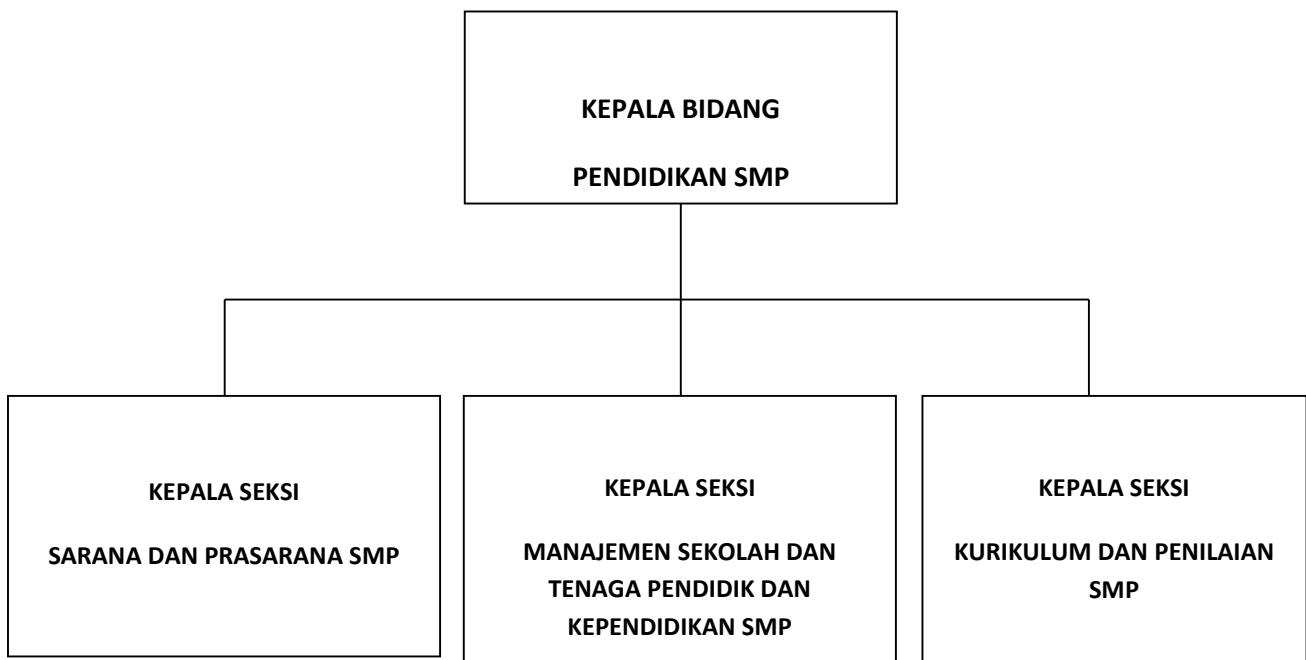 KEPALA BIDANG
PENDIDIKAN SMP
KEPALA SEKSI
SARANA DAN PRASARANA SMP
KEPALA SEKSI
MANAJEMEN SEKOLAH DAN
TENAGA PENDIDIK DAN
KEPENDIDIKAN SMP
KEPALA SEKSI
KURIKULUM DAN PENILAIAN
SMP